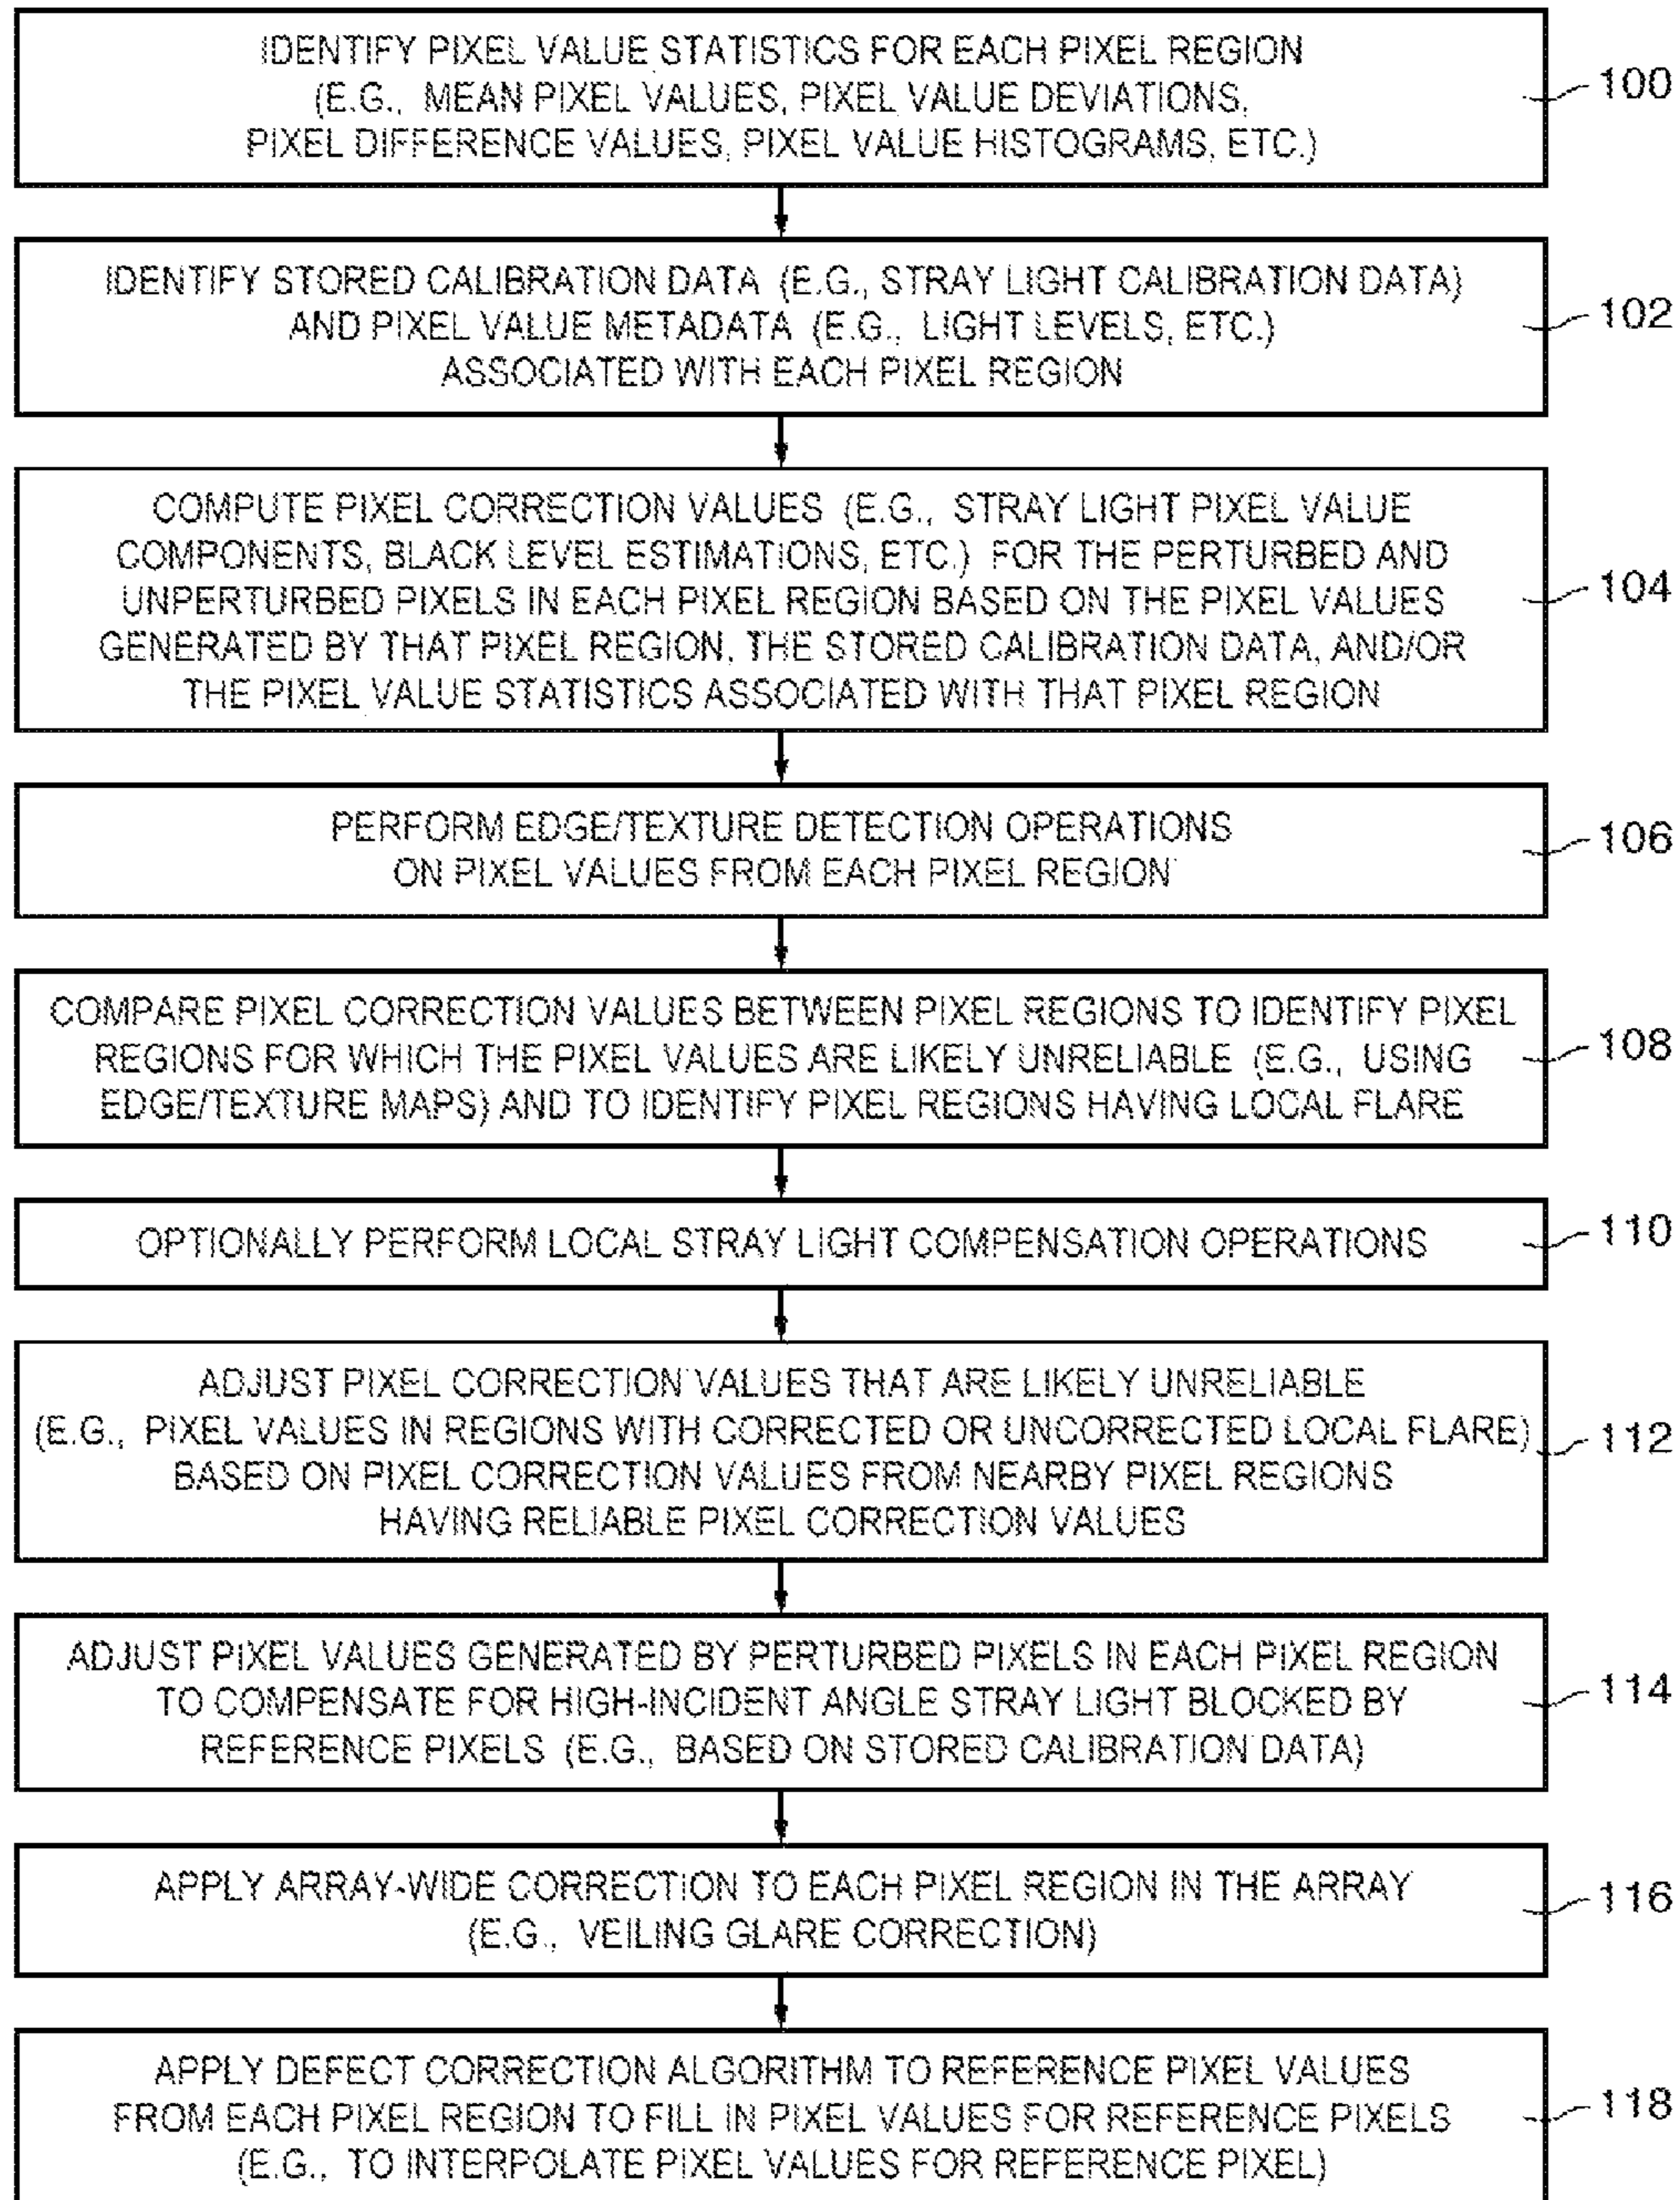 IDENTIFY PIXEL VALUE STATISTICS FOR EACH PIXEL REGION
(E.G., MEAN PIXEL VALUES, PIXEL VALUE DEVIATIONS,
PIXEL DIFFERENCE VALUES, PIXEL VALUE HISTOGRAMS, ETC.)
100
IDENTIFY STORED CALIBRATION DATA (E.G., STRAY LIGHT CALIBRATION DATA)
AND PIXEL VALUE METADATA (E.G., LIGHT LEVELS, ETC.)
ASSOCIATED WITH EACH PIXEL REGION
102
COMPUTE PIXEL CORRECTION VALUES (E.G., STRAY LIGHT PIXEL VALUE
COMPONENTS, BLACK LEVEL ESTIMATIONS, ETC.) FOR THE PERTURBED AND
UNPERTURBED PIXELS IN EACH PIXEL REGION BASED ON THE PIXEL VALUES
GENERATED BY THAT PIXEL REGION, THE STORED CALIBRATION DATA, AND/OR
THE PIXEL VALUE STATISTICS ASSOCIATED WITH THAT PIXEL REGION
104
PERFORM EDGE/TEXTURE DETECTION OPERATIONS
ON PIXEL VALUES FROM EACH PIXEL REGION
106
COMPARE PIXEL CORRECTION VALUES BETWEEN PIXEL REGIONS TO IDENTIFY PIXEL
REGIONS FOR WHICH THE PIXEL VALUES ARE LIKELY UNRELIABLE (E.G., USING
EDGE/TEXTURE MAPS) AND TO IDENTIFY PIXEL REGIONS HAVING LOCAL FLARE
108
OPTIONALLY PERFORM LOCAL STRAY LIGHT COMPENSATION OPERATIONS
110
ADJUST PIXEL CORRECTION VALUES THAT ARE LIKELY UNRELIABLE
(E.G., PIXEL VALUES IN REGIONS WITH CORRECTED OR UNCORRECTED LOCAL FLARE)
BASED ON PIXEL CORRECTION VALUES FROM NEARBY PIXEL REGIONS
HAVING RELIABLE PIXEL CORRECTION VALUES
112
ADJUST PIXEL VALUES GENERATED BY PERTURBED PIXELS IN EACH PIXEL REGION
TO COMPENSATE FOR HIGH-INCIDENT ANGLE STRAY LIGHT BLOCKED BY
REFERENCE PIXELS (E.G., BASED ON STORED CALIBRATION DATA)
114
APPLY ARRAY-WIDE CORRECTION TO EACH PIXEL REGION IN THE ARRAY
(E.G., VEILING GLARE CORRECTION)
116
APPLY DEFECT CORRECTION ALGORITHM TO REFERENCE PIXEL VALUES
FROM EACH PIXEL REGION TO FILL IN PIXEL VALUES FOR REFERENCE PIXELS
(E.G., TO INTERPOLATE PIXEL VALUES FOR REFERENCE PIXEL)
118